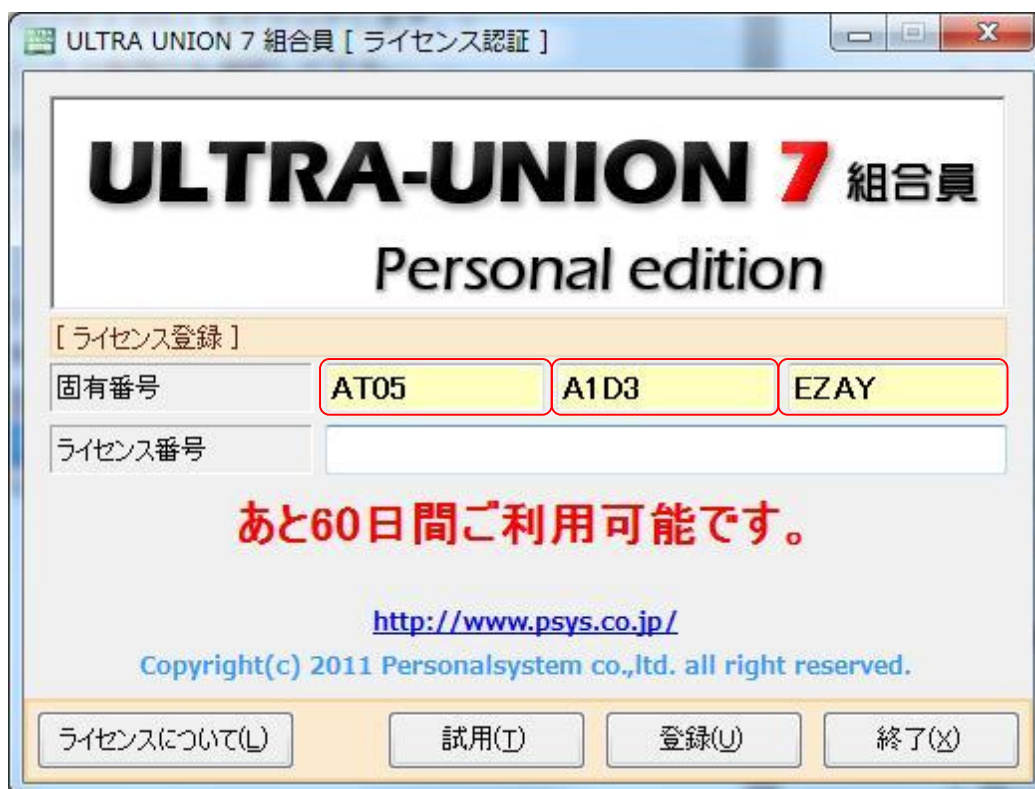 ULTRA UNION 7 組合員 [ ライセンス認証 ]
ULTRA-UNION 7 組合員
Personal edition
[ ライセンス登録 ]
固有番号 AT05 A1D3 EZAY
ライセンス番号
あと60日間ご利用可能です。
http://www.psys.co.jp/
Copyright(c) 2011 Personalsystem co.,ltd. all right reserved.
ライセンスについて(L) 試用(T) 登録(U) 終了(X)